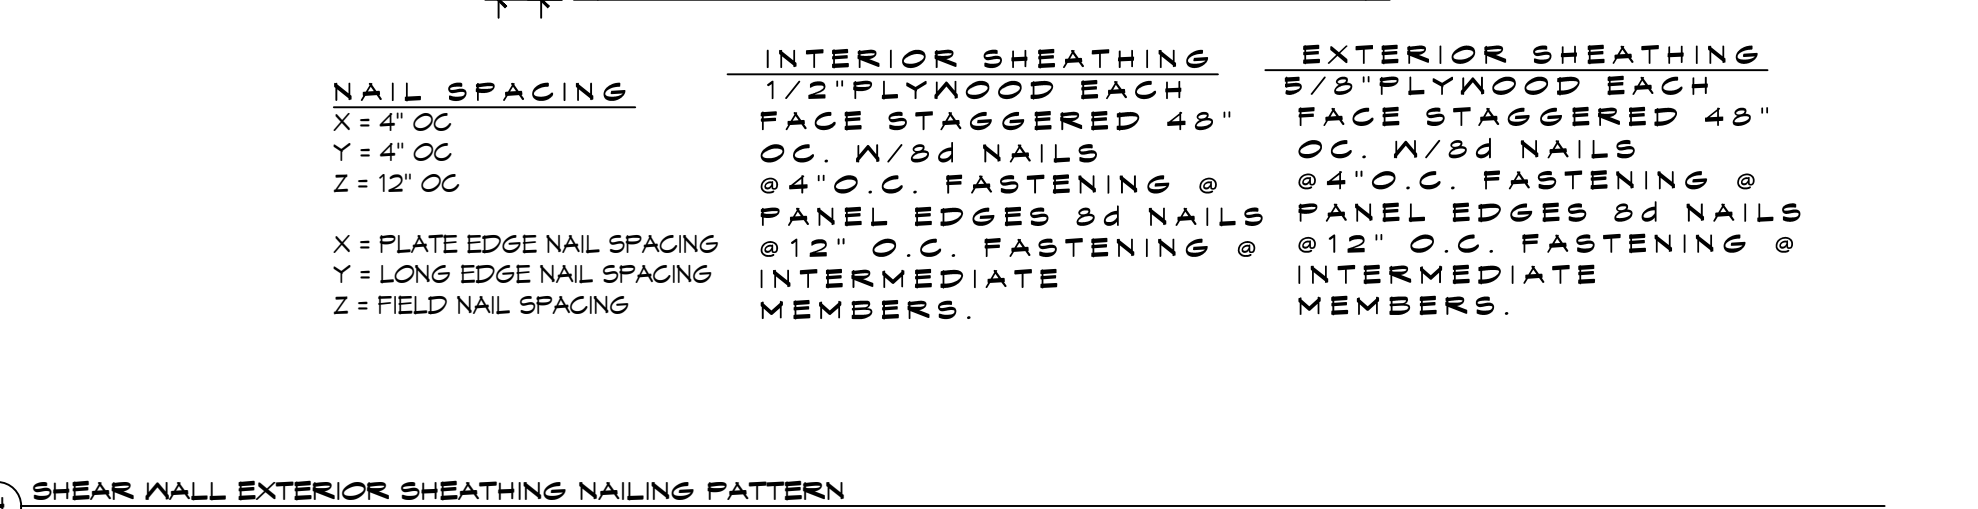 NAIL SPACING
X = 4" OC
Y = 4" OC
Z = 12" OC
X = PLATE EDGE NAIL SPACING
Y = LONG EDGE NAIL SPACING
Z = FIELD NAIL SPACING
INTERIOR SHEATHING
1/2"PLYWOOD EACH
FACE STAGGERED 48"
OC. W/8d NAILS
@4"O.C. FASTENING @
PANEL EDGES 8d NAILS
@12" O.C. FASTENING @
INTERMEDIATE
MEMBERS.
EXTERIOR SHEATHING
5/8"PLYWOOD EACH
FACE STAGGERED 48"
OC. W/8d NAILS
@4"O.C. FASTENING @
PANEL EDGES 8d NAILS
@12" O.C. FASTENING @
INTERMEDIATE
MEMBERS.
SHEAR WALL EXTERIOR SHEATHING NAILING PATTERN